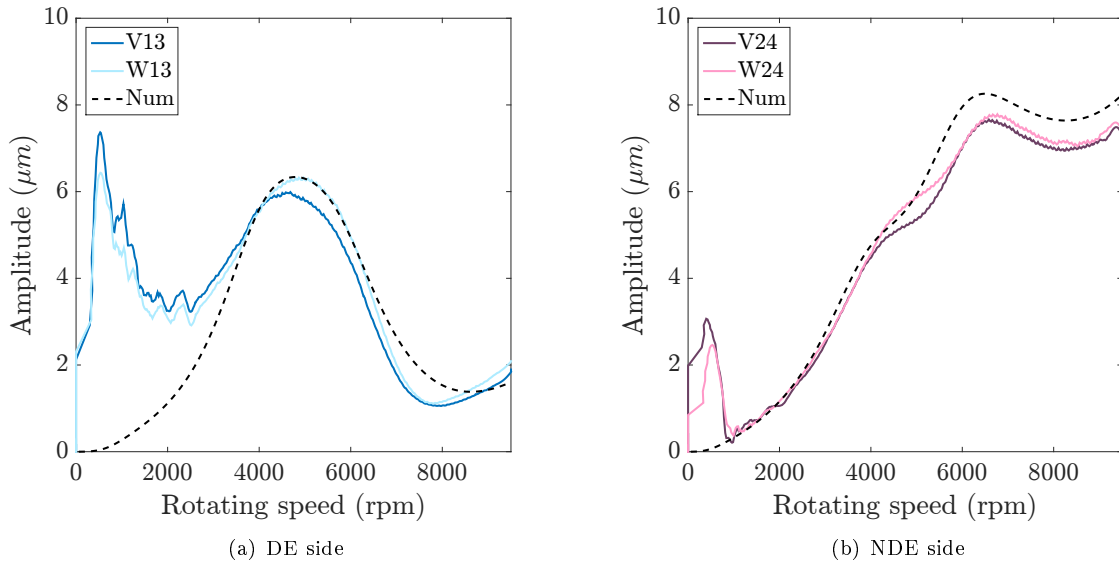 10
8
6
4
2
0
Amplitude (μm)
V13
W13
Num
0 2000 4000 6000 8000
Rotating speed (rpm)
(a) DE side
10
8
6
4
2
0
Amplitude (μm)
V24
W24
Num
0 2000 4000 6000 8000
Rotating speed (rpm)
(b) NDE side